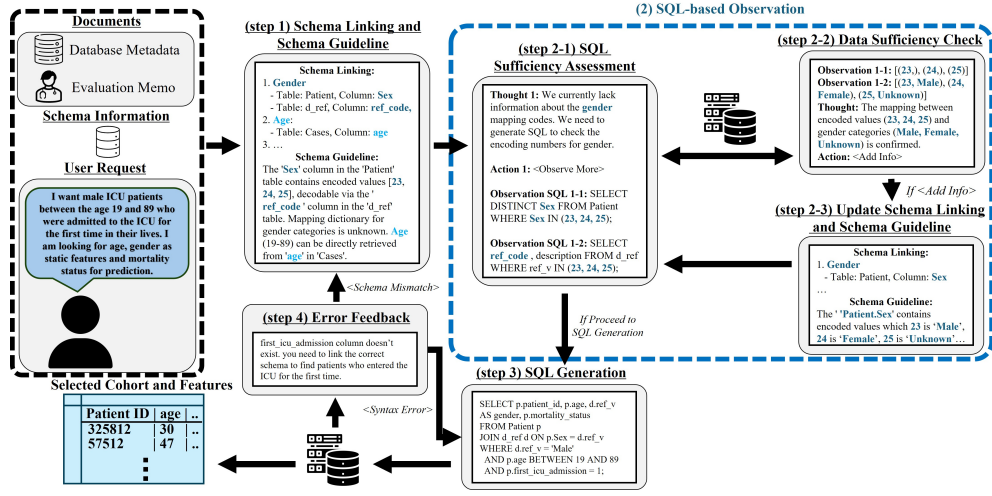 Documents
Database Metadata
Evaluation Memo
Schema Information
User Request
I want male ICU patients
between the age 19 and 89 who
were admitted to the ICU for
the first time in their lives. I
am looking for age, gender as
static features and mortality
status for prediction.
(step 1) Schema Linking and
Schema Guideline
Schema Linking:
1. Gender
- Table: Patient, Column: Sex
- Table: d_ref, Column: ref_code,
2. Age:
- Table: Cases, Column: age
3. …
Schema Guideline:
The 'Sex' column in the 'Patient'
table contains encoded values [23,
24, 25], decodable via the '
ref_code ' column in the 'd_ref'
table. Mapping dictionary for
gender categories is unknown. Age
(19-89) can be directly retrieved
from 'age' in 'Cases'.
(2) SQL-based Observation
(step 2-1) SQL
Sufficiency Assessment
Thought 1: We currently lack
information about the gender
mapping codes. We need to
generate SQL to check the
encoding numbers for gender.
Action 1: <Observe More>
Observation SQL 1-1: SELECT
DISTINCT Sex FROM Patient
WHERE Sex IN (23, 24, 25);
Observation SQL 1-2: SELECT
ref_code , description FROM d_ref
WHERE ref_v IN (23, 24, 25);
(step 2-2) Data Sufficiency Check
Observation 1-1: [(23,), (24,), (25)]
Observation 1-2: [(23, Male), (24,
Female), (25, Unknown)]
Thought: The mapping between
encoded values (23, 24, 25) and
gender categories (Male, Female,
Unknown) is confirmed.
Action: <Add Info>
If <Add Info>
(step 2-3) Update Schema Linking
and Schema Guideline
Schema Linking:
1. Gender
- Table: Patient, Column: Sex
…
Schema Guideline:
The ' 'Patient.Sex' contains
encoded values which 23 is ‘Male’,
24 is ‘Female’, 25 is ‘Unknown’…
If Proceed to
SQL Generation
(step 3) SQL Generation
SELECT p.patient_id, p.age, d.ref_v
AS gender, p.mortality_status
FROM Patient p
JOIN d_ref d ON p.Sex = d.ref_v
WHERE d.ref_v = 'Male'
AND p.age BETWEEN 19 AND 89
AND p.first_icu_admission = 1;
<Schema Mismatch>
(step 4) Error Feedback
first_icu_admission column doesn’t
exist. you need to link the correct
schema to find patients who entered the
ICU for the first time.
<Syntax Error>
Selected Cohort and Features
Patient ID | age | ..
325812 | 30 | ..
57512 | 47 | ..